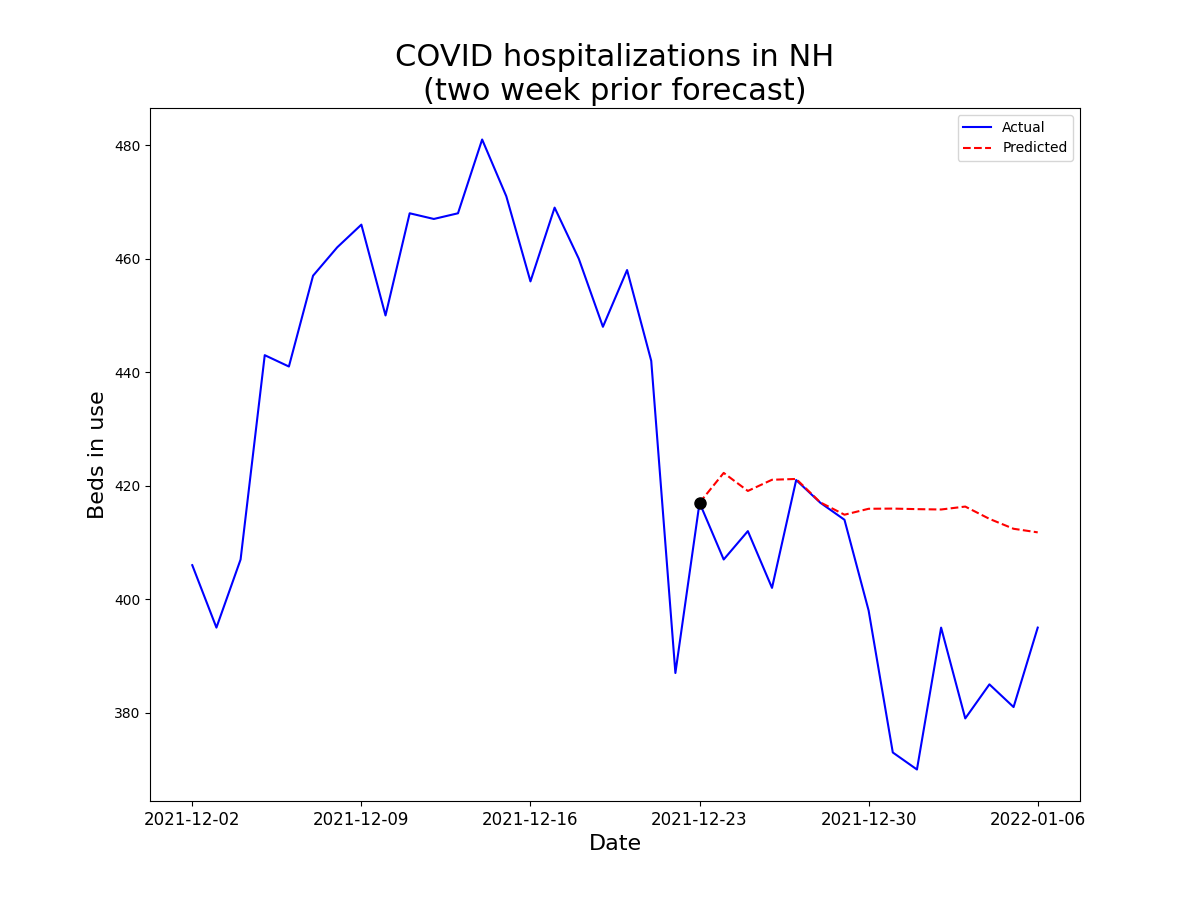 COVID hospitalizations in NH
(two week prior forecast)
Actual
Predicted
480
460
440
420
400
380
Beds in use
2021-12-02 2021-12-09 2021-12-16 2021-12-23 2021-12-30 2022-01-06
Date